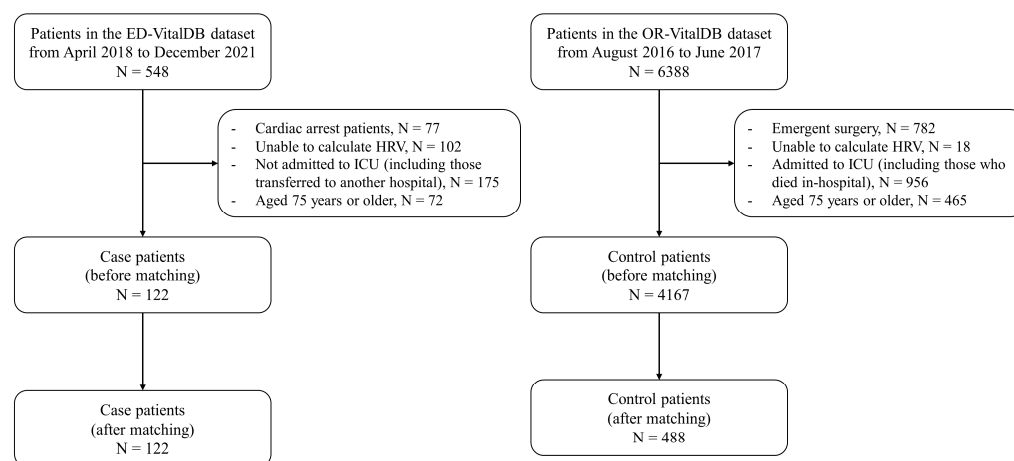 Patients in the ED-VitalDB dataset
from April 2018 to December 2021
N = 548
- Cardiac arrest patients, N = 77
- Unable to calculate HRV, N = 102
- Not admitted to ICU (including those
transferred to another hospital), N = 175
- Aged 75 years or older, N = 72
Case patients
(before matching)
N = 122
Case patients
(after matching)
N = 122
Patients in the OR-VitalDB dataset
from August 2016 to June 2017
N = 6388
- Emergent surgery, N = 782
- Unable to calculate HRV, N = 18
- Admitted to ICU (including those who
died in-hospital), N = 956
- Aged 75 years or older, N = 465
Control patients
(before matching)
N = 4167
Control patients
(after matching)
N = 488